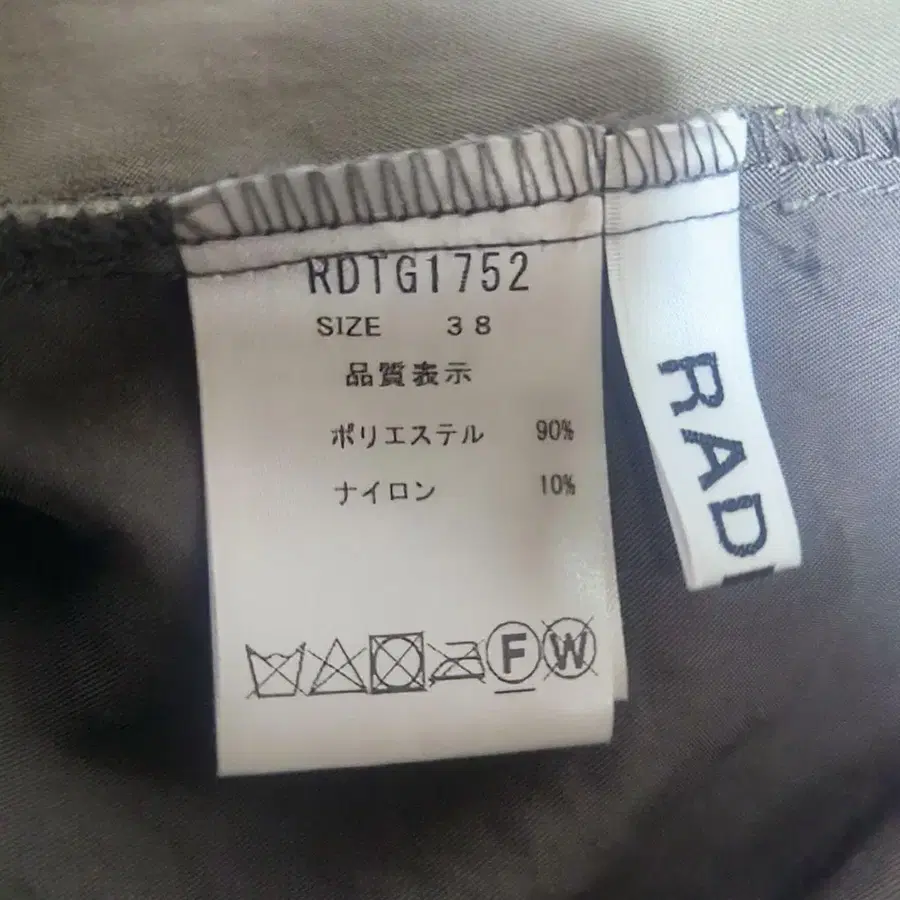 RDTG1752
SIZE 38
品質表示
ポリエステル 90%
ナイロン 10%
F W
RAD